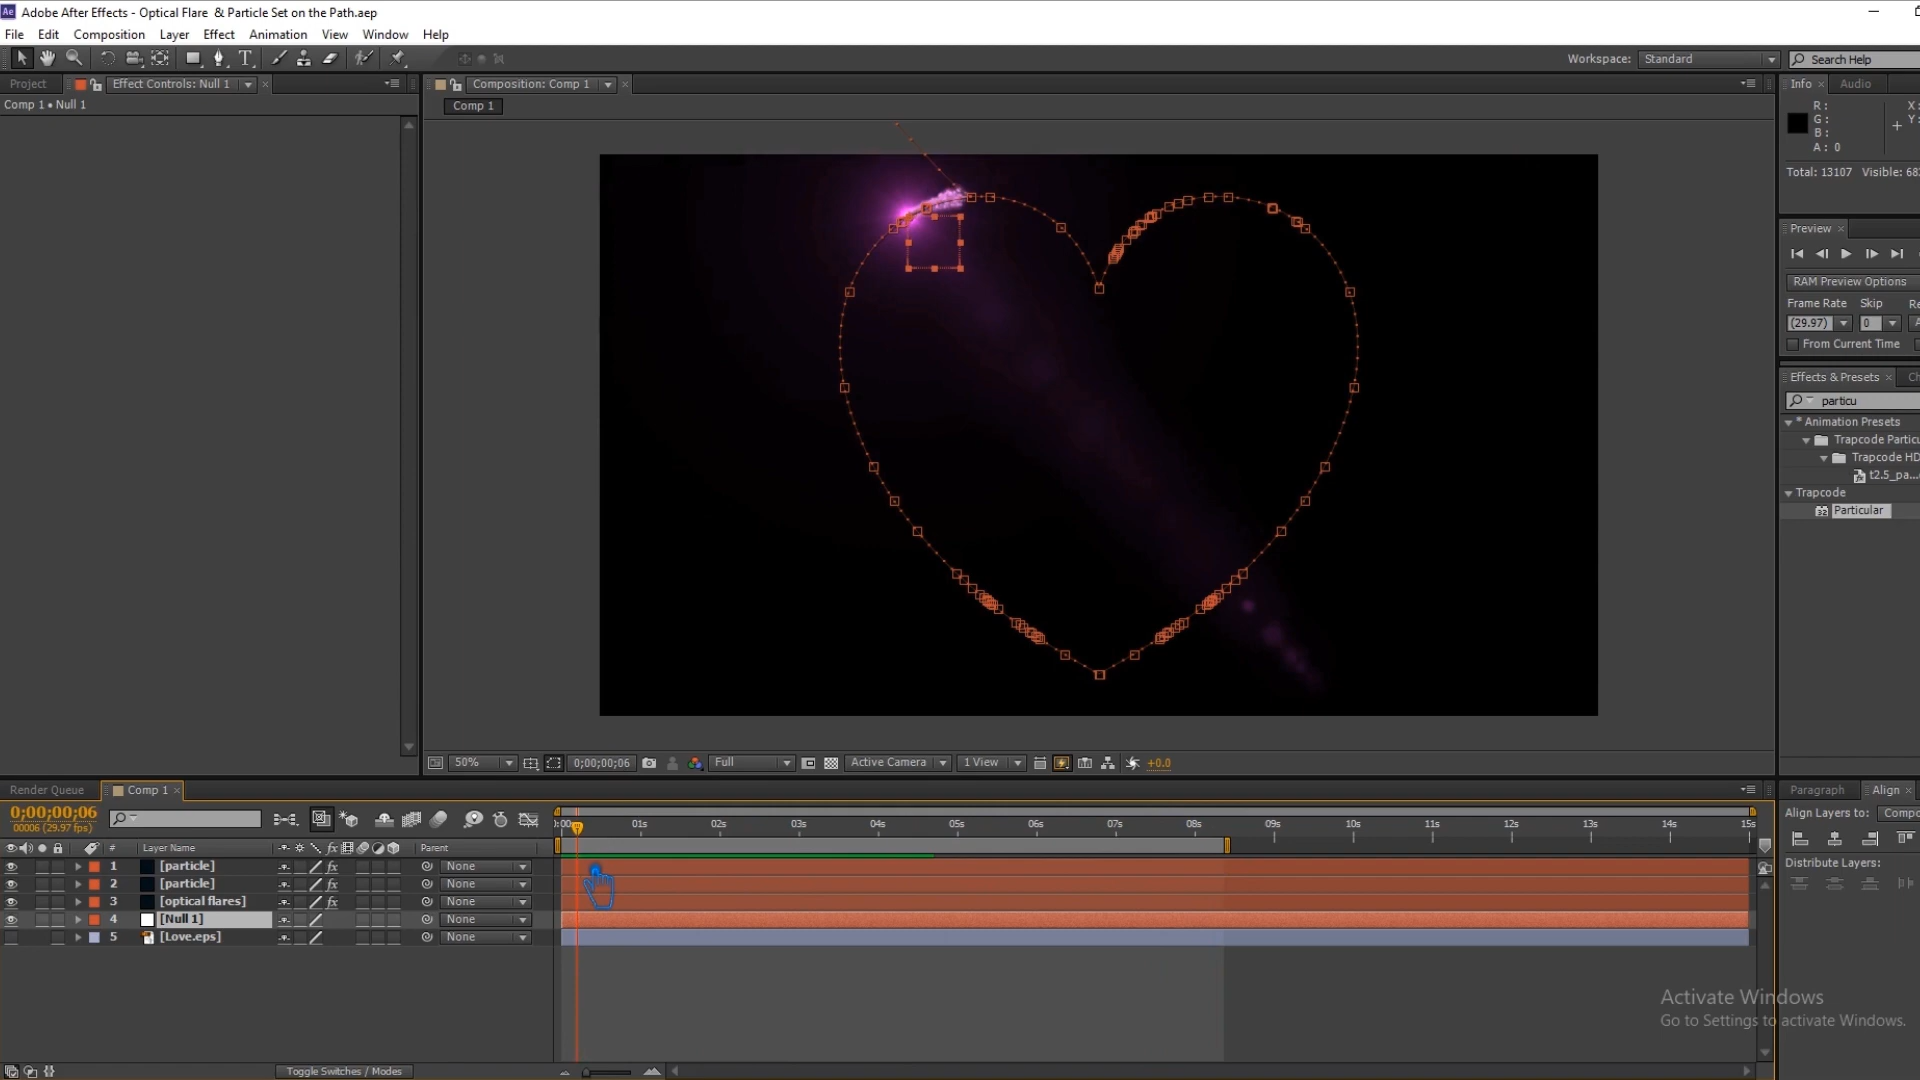 Adobe After Effects - Optical Flare & Particle Set on the Path.aep
File Edit Composition Layer Effect Animation View Window Help
Workspace: Standard Search Help
Project Effect Controls: Null 1 Composition: Comp 1 Info Audio
Comp 1 • Null 1
Comp 1
R: X:
G: Y:
B:
A: 0
Total: 13107 Visible: 68
Preview
RAM Preview Options
Frame Rate Skip Re
(29.97) 0
From Current Time
Effects & Presets Ch
particu
* Animation Presets
Trapcode Particu
Trapcode HD
t2.5_pa...
Trapcode
Particular
50% 0;00;00;06 Full Active Camera 1 View +0.0
Render Queue Comp 1 Paragraph Align
0;00;00;06
00006 (29.97 fps)
Align Layers to: Compo
:00 01s 02s 03s 04s 05s 06s 07s 08s 09s 10s 11s 12s 13s 14s 15s
# Layer Name Parent
Distribute Layers:
1 [particle] fx None
2 [particle] fx None
3 [optical flares] fx None
4 [Null 1] None
5 [Love.eps] None
Activate Windows
Go to Settings to activate Windows.
Toggle Switches / Modes